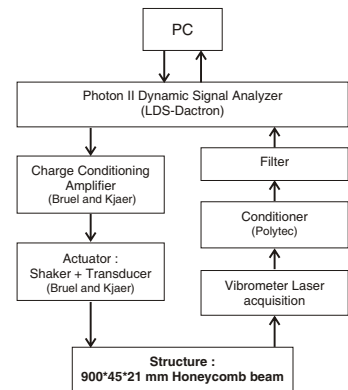 PC
Photon II Dynamic Signal Analyzer
(LDS-Dactron)
Charge Conditioning
Amplifier
(Bruel and Kjaer)
Actuator :
Shaker + Transducer
(Bruel and Kjaer)
Filter
Conditioner
(Polytec)
Vibrometer Laser
acquisition
Structure :
900*45*21 mm Honeycomb beam